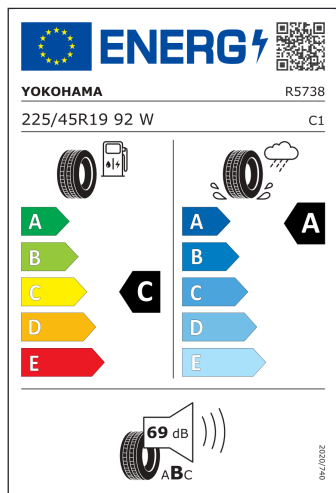 ENERG
YOKOHAMA R5738
225/45R19 92 W C1
A A A
B B
C C C
D D
E E
69 dB
ABC
2020/740